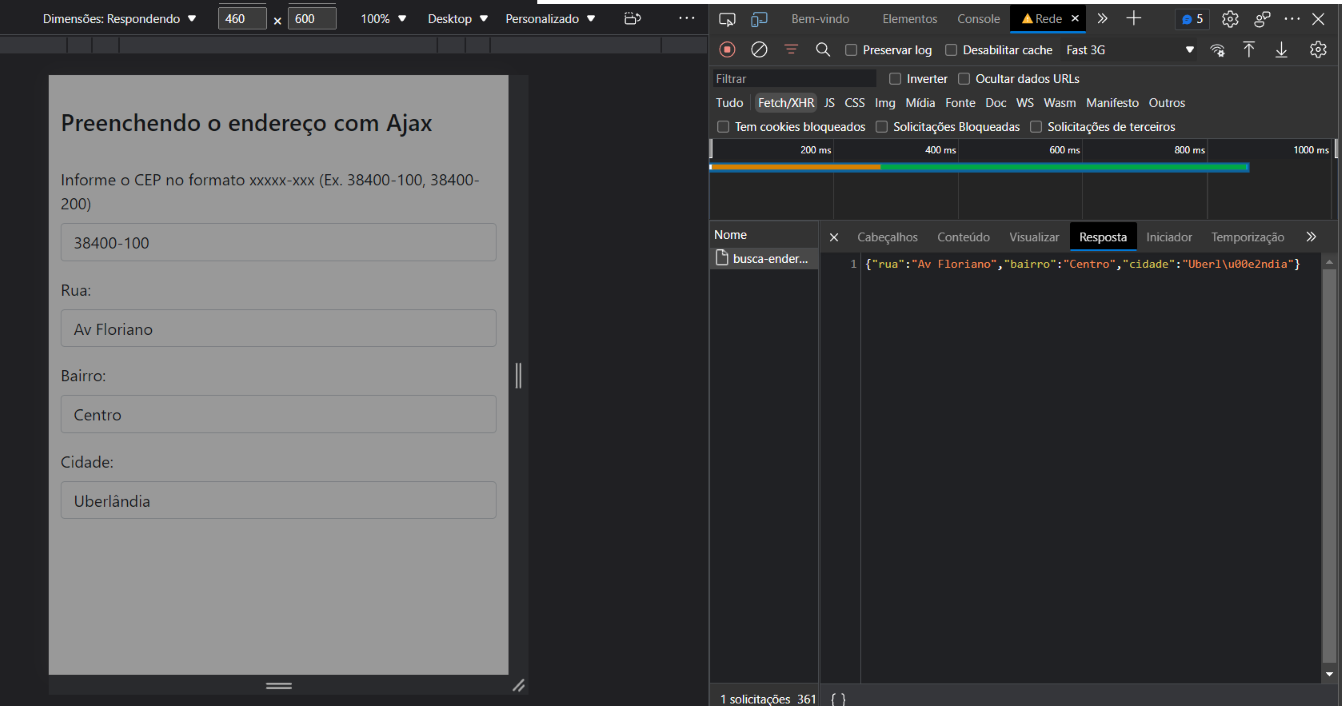 Dimensões: Respondendo 460 × 600 100% Desktop Personalizado
Preenchendo o endereço com Ajax
Informe o CEP no formato xxxxx-xxx (Ex. 38400-100, 38400-
200)
38400-100
Rua:
Av Floriano
Bairro:
Centro
Cidade:
Uberlândia
Bem-vindo Elementos Console Rede 5
Preservar log Desabilitar cache Fast 3G
Filtrar Inverter Ocultar dados URLs
Tudo Fetch/XHR JS CSS Img Mídia Fonte Doc WS Wasm Manifesto Outros
Tem cookies bloqueados Solicitações Bloqueadas Solicitações de terceiros
200 ms 400 ms 600 ms 800 ms 1000 ms
Nome Cabeçalhos Conteúdo Visualizar Resposta Iniciador Temporização
busca-ender... 1 {"rua":"Av Floriano","bairro":"Centro","cidade":"Uberl\u00e2ndia"}
1 solicitações 361 { }